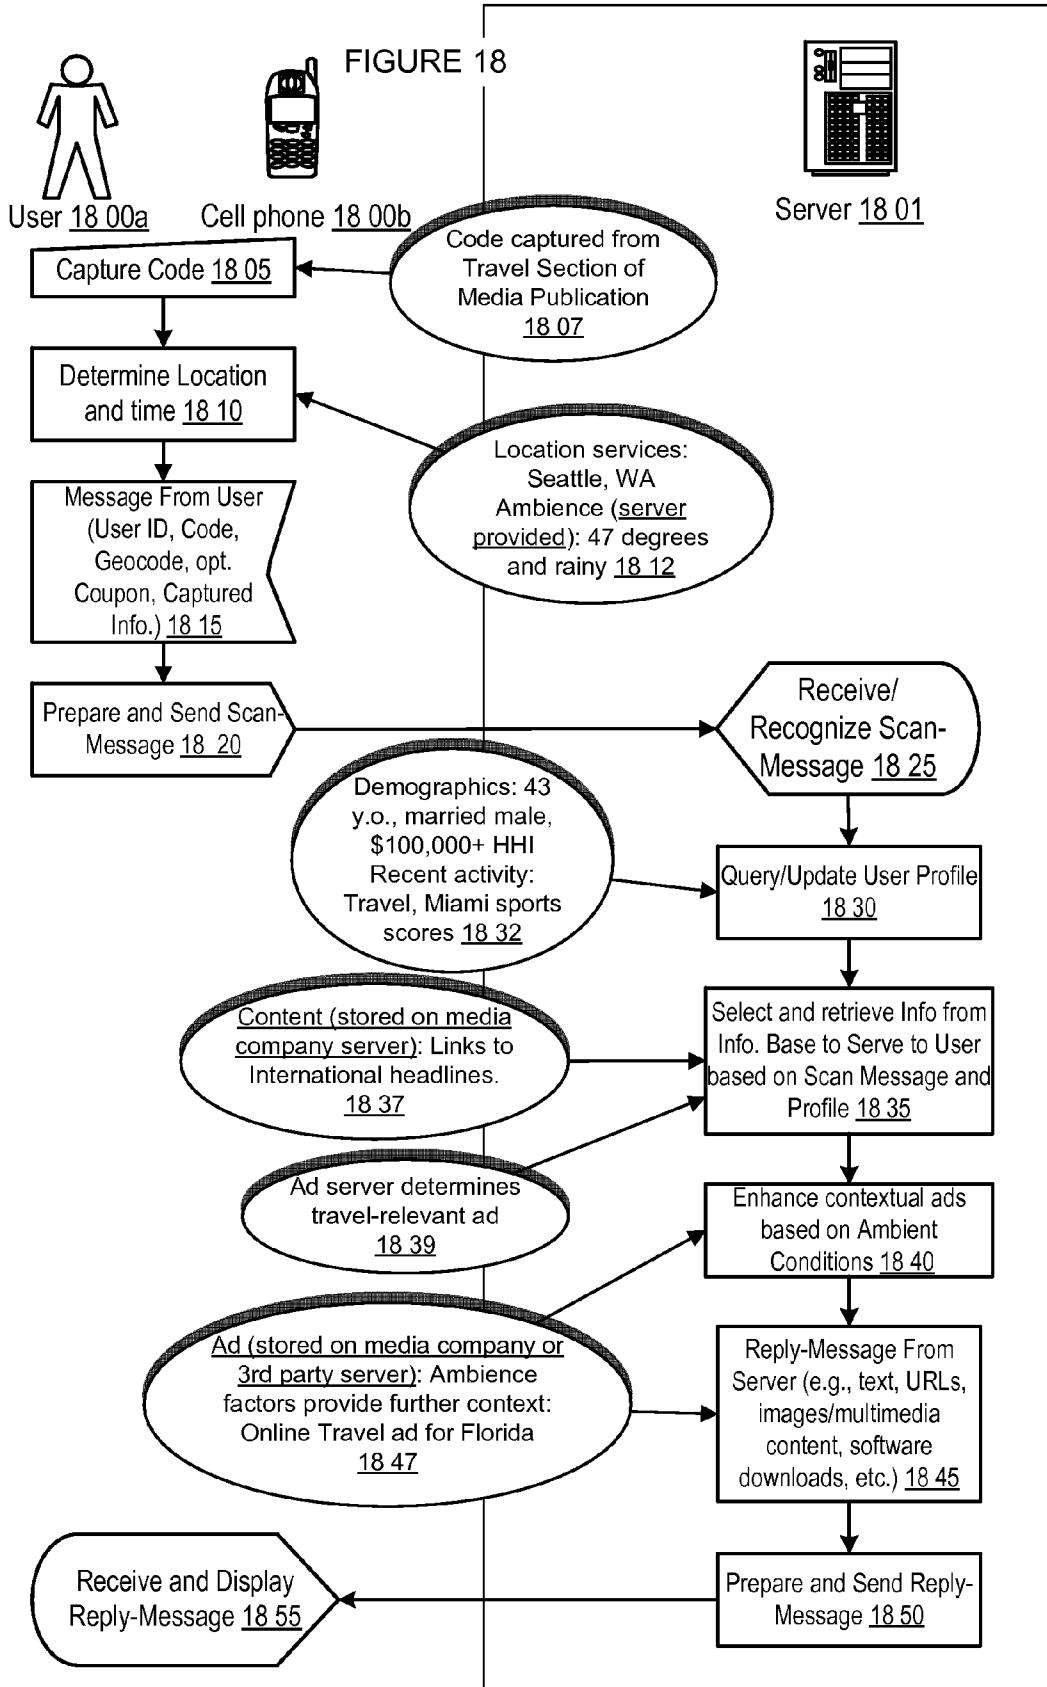 FIGURE 18
User 18 00a
Cell phone 18 00b
Server 18 01
Capture Code 18 05
Code captured from
Travel Section of
Media Publication
18 07
Determine Location
and time 18 10
Location services:
Seattle, WA
Ambience (server
provided): 47 degrees
and rainy 18 12
Message From User
(User ID, Code,
Geocode, opt.
Coupon, Captured
Info.) 18 15
Prepare and Send Scan-
Message 18 20
Receive/
Recognize Scan-
Message 18 25
Demographics: 43
y.o., married male,
$100,000+ HHI
Recent activity:
Travel, Miami sports
scores 18 32
Query/Update User Profile
18 30
Content (stored on media
company server): Links to
International headlines.
18 37
Select and retrieve Info from
Info. Base to Serve to User
based on Scan Message and
Profile 18 35
Ad server determines
travel-relevant ad
18 39
Enhance contextual ads
based on Ambient
Conditions 18 40
Ad (stored on media company or
3rd party server): Ambience
factors provide further context:
Online Travel ad for Florida
18 47
Reply-Message From
Server (e.g., text, URLs,
images/multimedia
content, software
downloads, etc.) 18 45
Prepare and Send Reply-
Message 18 50
Receive and Display
Reply-Message 18 55